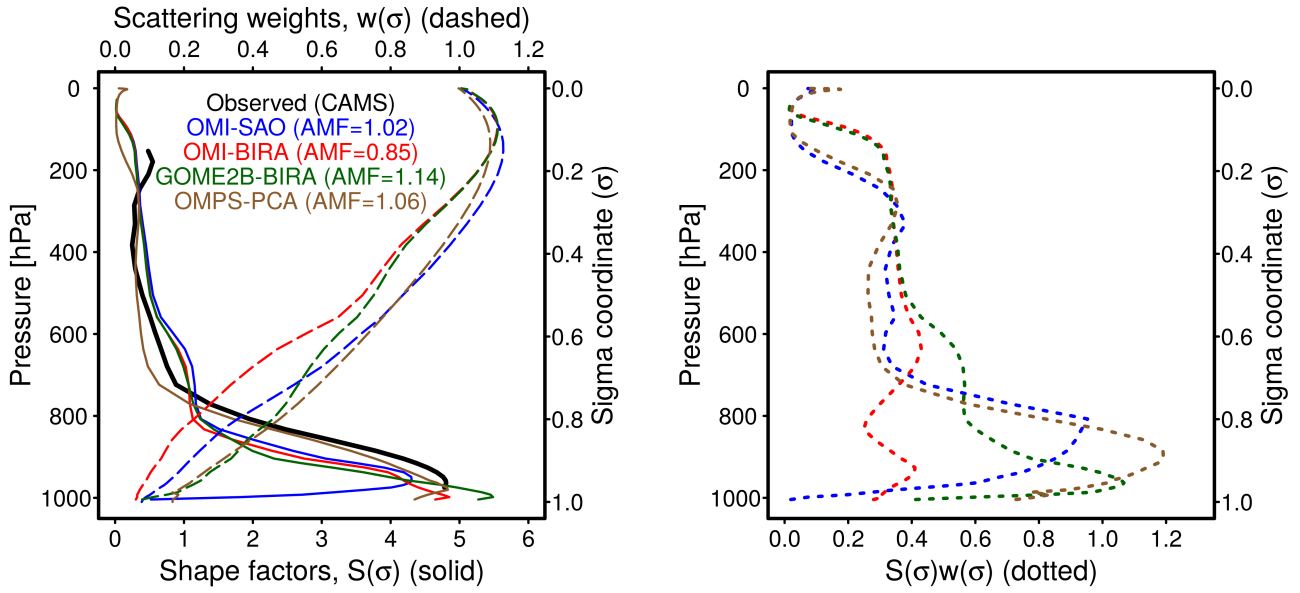 Scattering weights, w(σ) (dashed)
0.0 0.2 0.4 0.6 0.8 1.0 1.2
Observed (CAMS)
OMI-SAO (AMF=1.02)
OMI-BIRA (AMF=0.85)
GOME2B-BIRA (AMF=1.14)
OMPS-PCA (AMF=1.06)
Pressure [hPa]
0
200
400
600
800
1000
Sigma coordinate (σ)
0.0
0.2
0.4
0.6
0.8
1.0
0 1 2 3 4 5 6
Shape factors, S(σ) (solid)
Pressure [hPa]
0
200
400
600
800
1000
Sigma coordinate (σ)
0.0
0.2
0.4
0.6
0.8
1.0
0.0 0.2 0.4 0.6 0.8 1.0 1.2
S(σ)w(σ) (dotted)